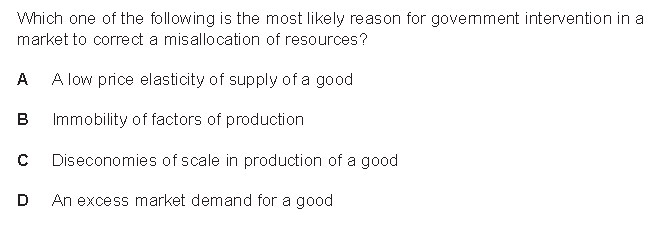 Which one of the following is the most likely reason for government intervention in a
market to correct a misallocation of resources?
A A low price elasticity of supply of a good
B Immobility of factors of production
C Diseconomies of scale in production of a good
D An excess market demand for a good